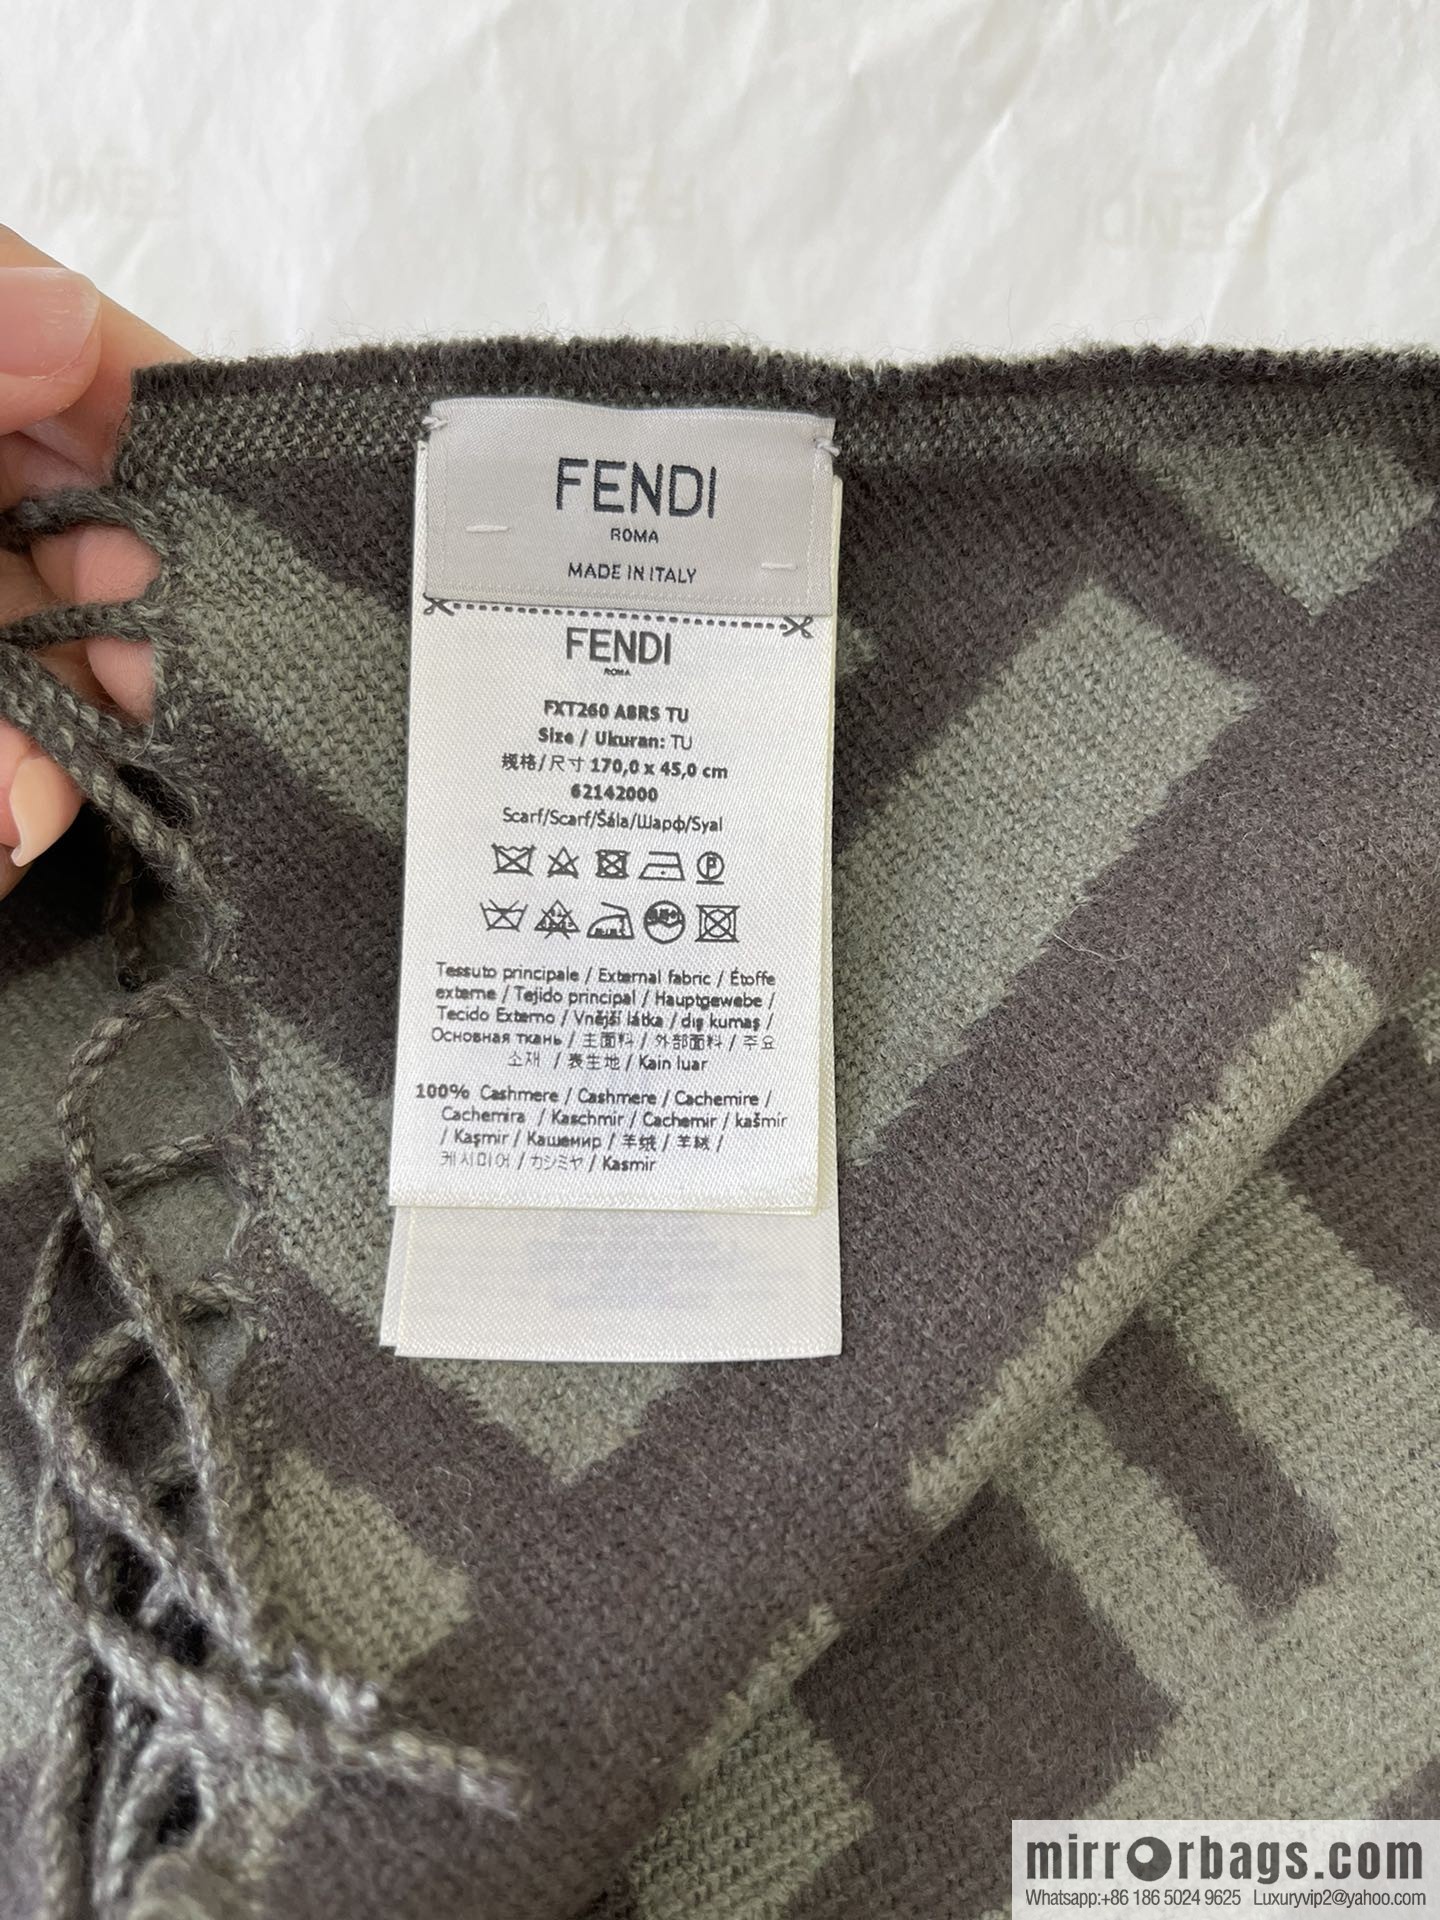 FENDI
FENDI
FENDI
FENDI
ROMA
MADE IN ITALY
FENDI
ROMA
FXT260 A8RS TU
Size / Ukuran: TU
规格/尺寸 170,0 x 45,0 cm
62142000
Scarf/Scarf/Šála/Шарф/Syal
Tessuto principale / External fabric / Étoffe
externe / Tejido principal / Hauptgewebe /
Tecido Externo / Vnější látka / dış kumaş /
Основная ткань / 主面料 / 外部面料 / 주요
소재 / 表生地 / Kain luar
100% Cashmere / Cashmere / Cachemire /
Cachemira / Kaschmir / Cachemir / kašmír
/ Kaşmir / Кашемир / 羊绒 / 羊絨 /
캐시미어 / カシミヤ / Kasmir
mirrorbags.com
Whatsapp:+86 186 5024 9625 Luxuryvip2@yahoo.com